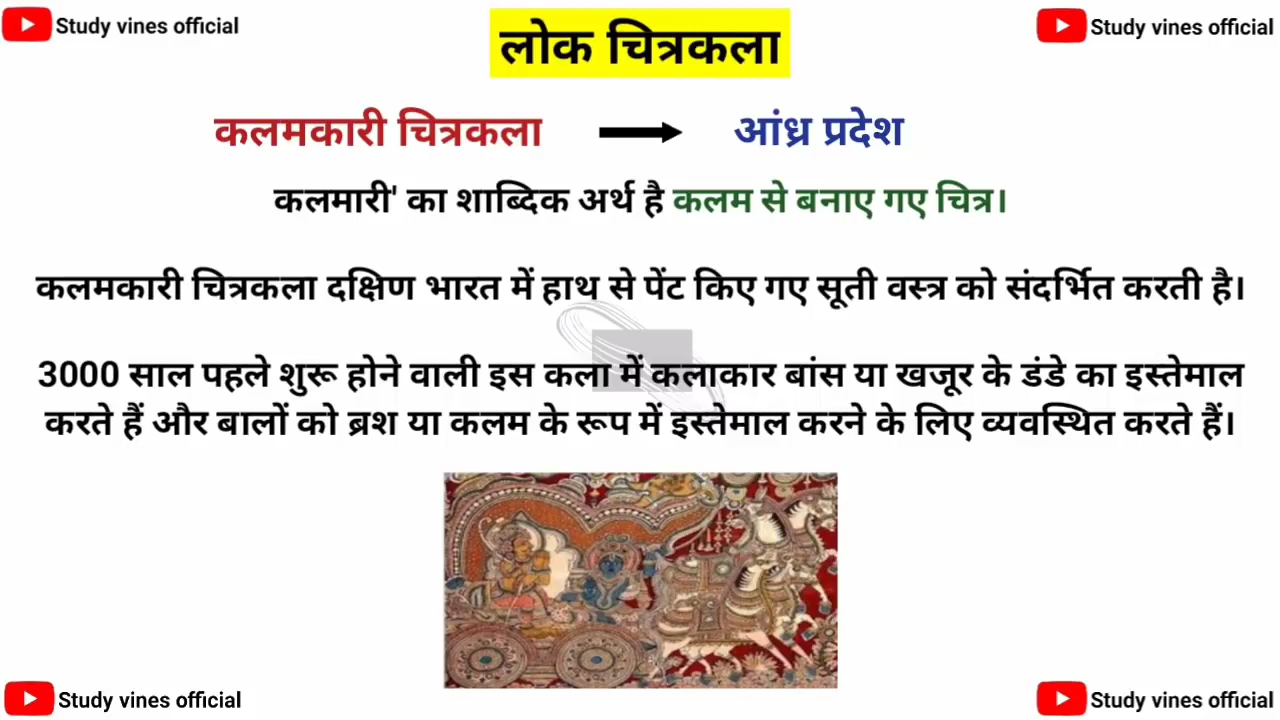 Study vines official
Study vines official
लोक चित्रकला
कलमकारी चित्रकला
आंध्र प्रदेश
कलमारी' का शाब्दिक अर्थ है कलम से बनाए गए चित्र।
कलमकारी चित्रकला दक्षिण भारत में हाथ से पेंट किए गए सूती वस्त्र को संदर्भित करती है।
3000 साल पहले शुरू होने वाली इस कला में कलाकार बांस या खजूर के डंडे का इस्तेमाल
करते हैं और बालों को ब्रश या कलम के रूप में इस्तेमाल करने के लिए व्यवस्थित करते हैं।
Study vines official
Study vines official